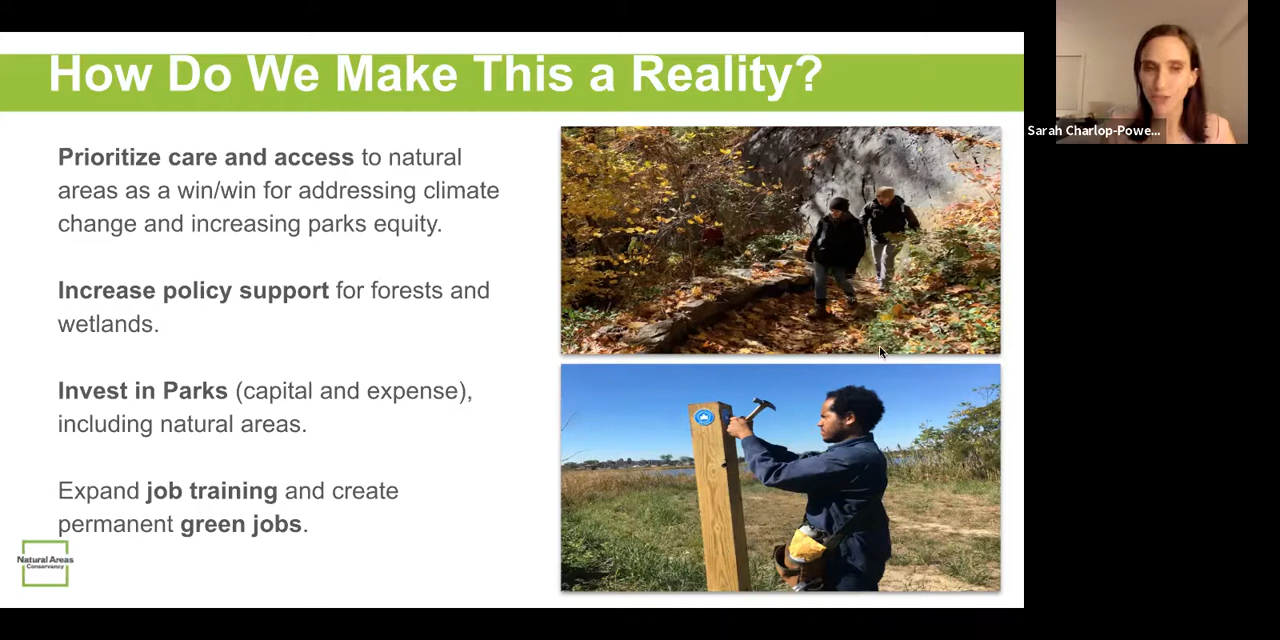 How Do We Make This a Reality?
Sarah Charlop-Powe...
Prioritize care and access to natural
areas as a win/win for addressing climate
change and increasing parks equity.
Increase policy support for forests and
wetlands.
Invest in Parks (capital and expense),
including natural areas.
Expand job training and create
permanent green jobs.
Natural Areas
Conservancy